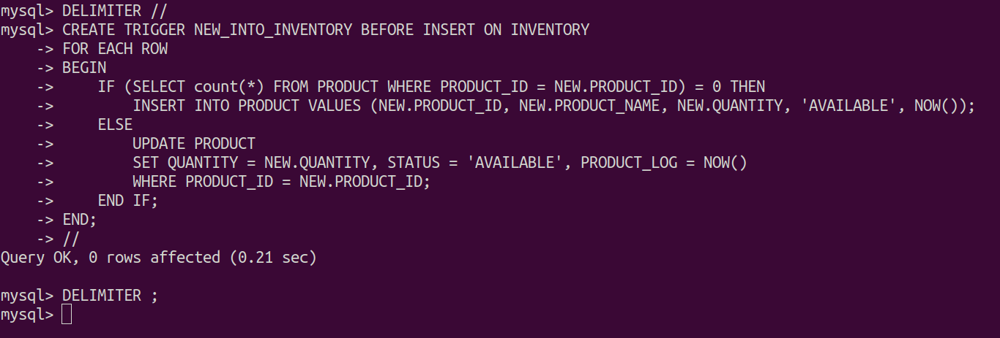 mysql> DELIMITER //
mysql> CREATE TRIGGER NEW_INTO_INVENTORY BEFORE INSERT ON INVENTORY
    -> FOR EACH ROW
    -> BEGIN
    ->     IF (SELECT count(*) FROM PRODUCT WHERE PRODUCT_ID = NEW.PRODUCT_ID) = 0 THEN
    ->         INSERT INTO PRODUCT VALUES (NEW.PRODUCT_ID, NEW.PRODUCT_NAME, NEW.QUANTITY, 'AVAILABLE', NOW());
    ->     ELSE
    ->         UPDATE PRODUCT
    ->         SET QUANTITY = NEW.QUANTITY, STATUS = 'AVAILABLE', PRODUCT_LOG = NOW()
    ->         WHERE PRODUCT_ID = NEW.PRODUCT_ID;
    ->     END IF;
    -> END;
    -> //
Query OK, 0 rows affected (0.21 sec)

mysql> DELIMITER ;
mysql>